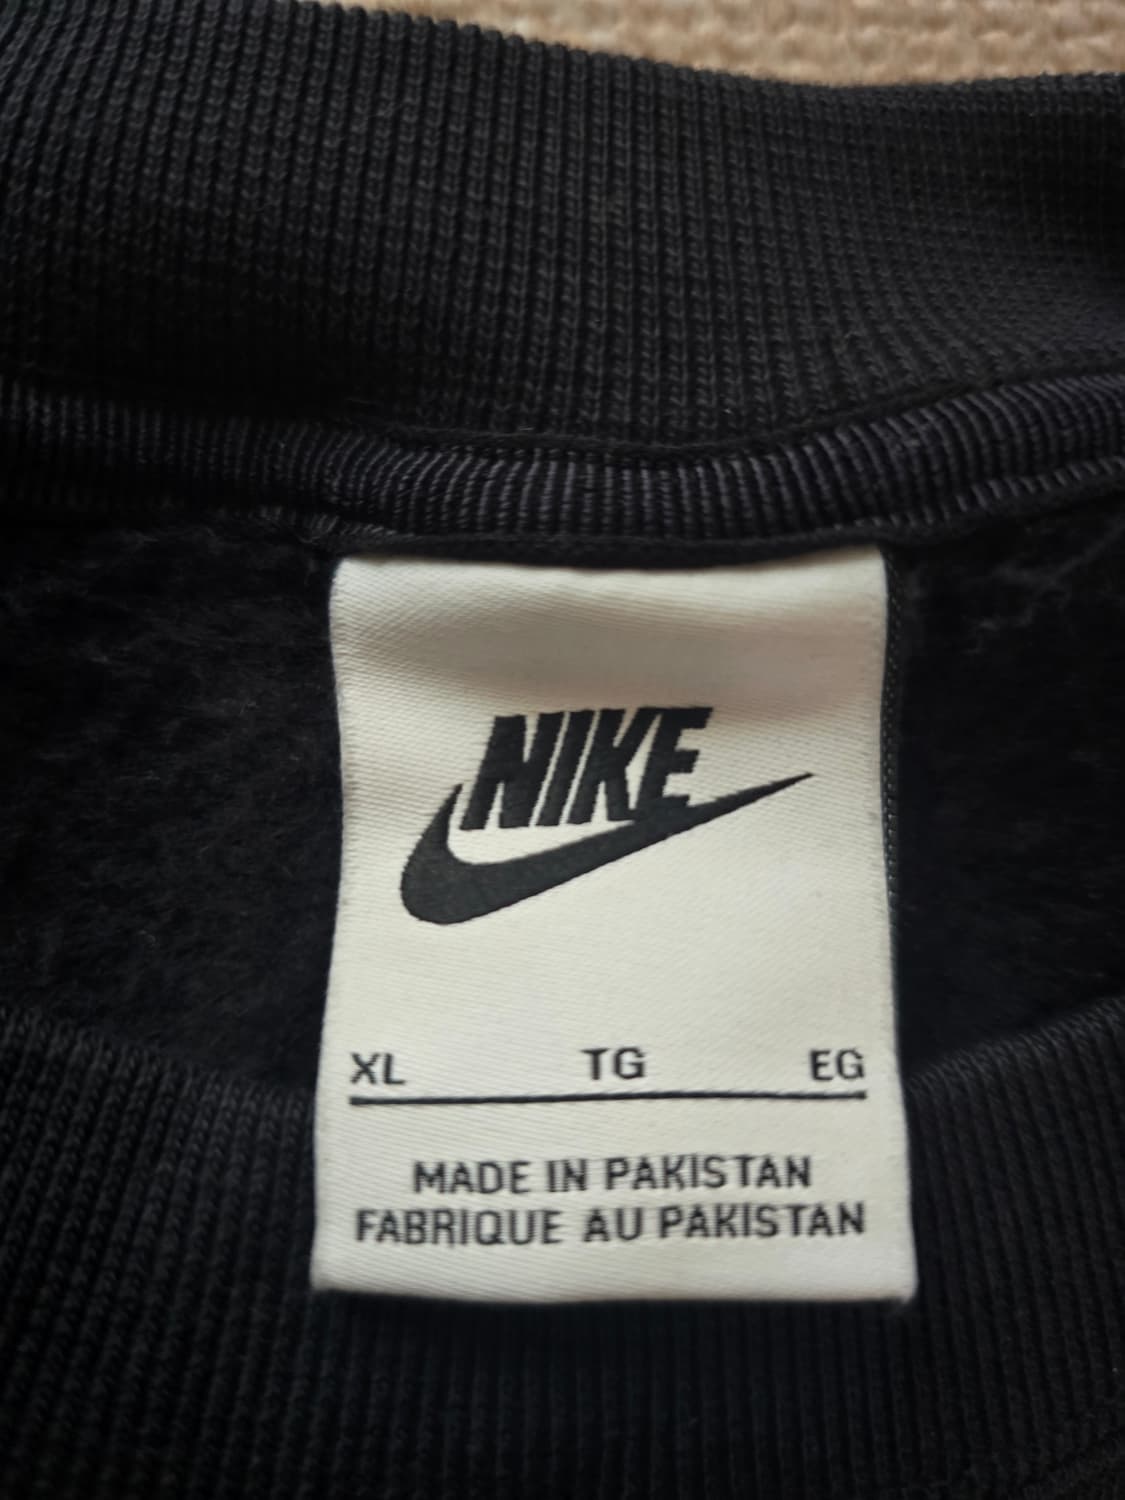 NIKE
XL TG EG
MADE IN PAKISTAN
FABRIQUE AU PAKISTAN